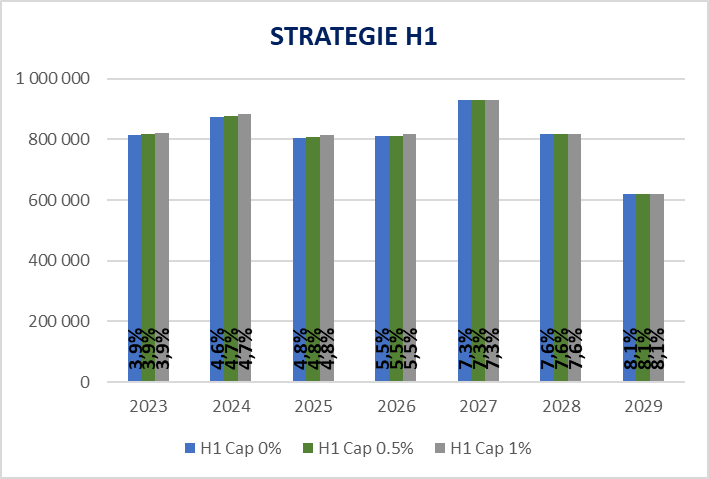 STRATEGIE H1
1 000 000
800 000
600 000
400 000
200 000
0
3,9% 3,9% 3,9% 4,6% 4,7% 4,7% 4,8% 4,8% 4,8% 5,5% 5,5% 5,5% 7,3% 7,3% 7,3% 7,6% 7,6% 7,6% 8,1% 8,1% 8,1%
2023 2024 2025 2026 2027 2028 2029
H1 Cap 0% H1 Cap 0.5% H1 Cap 1%